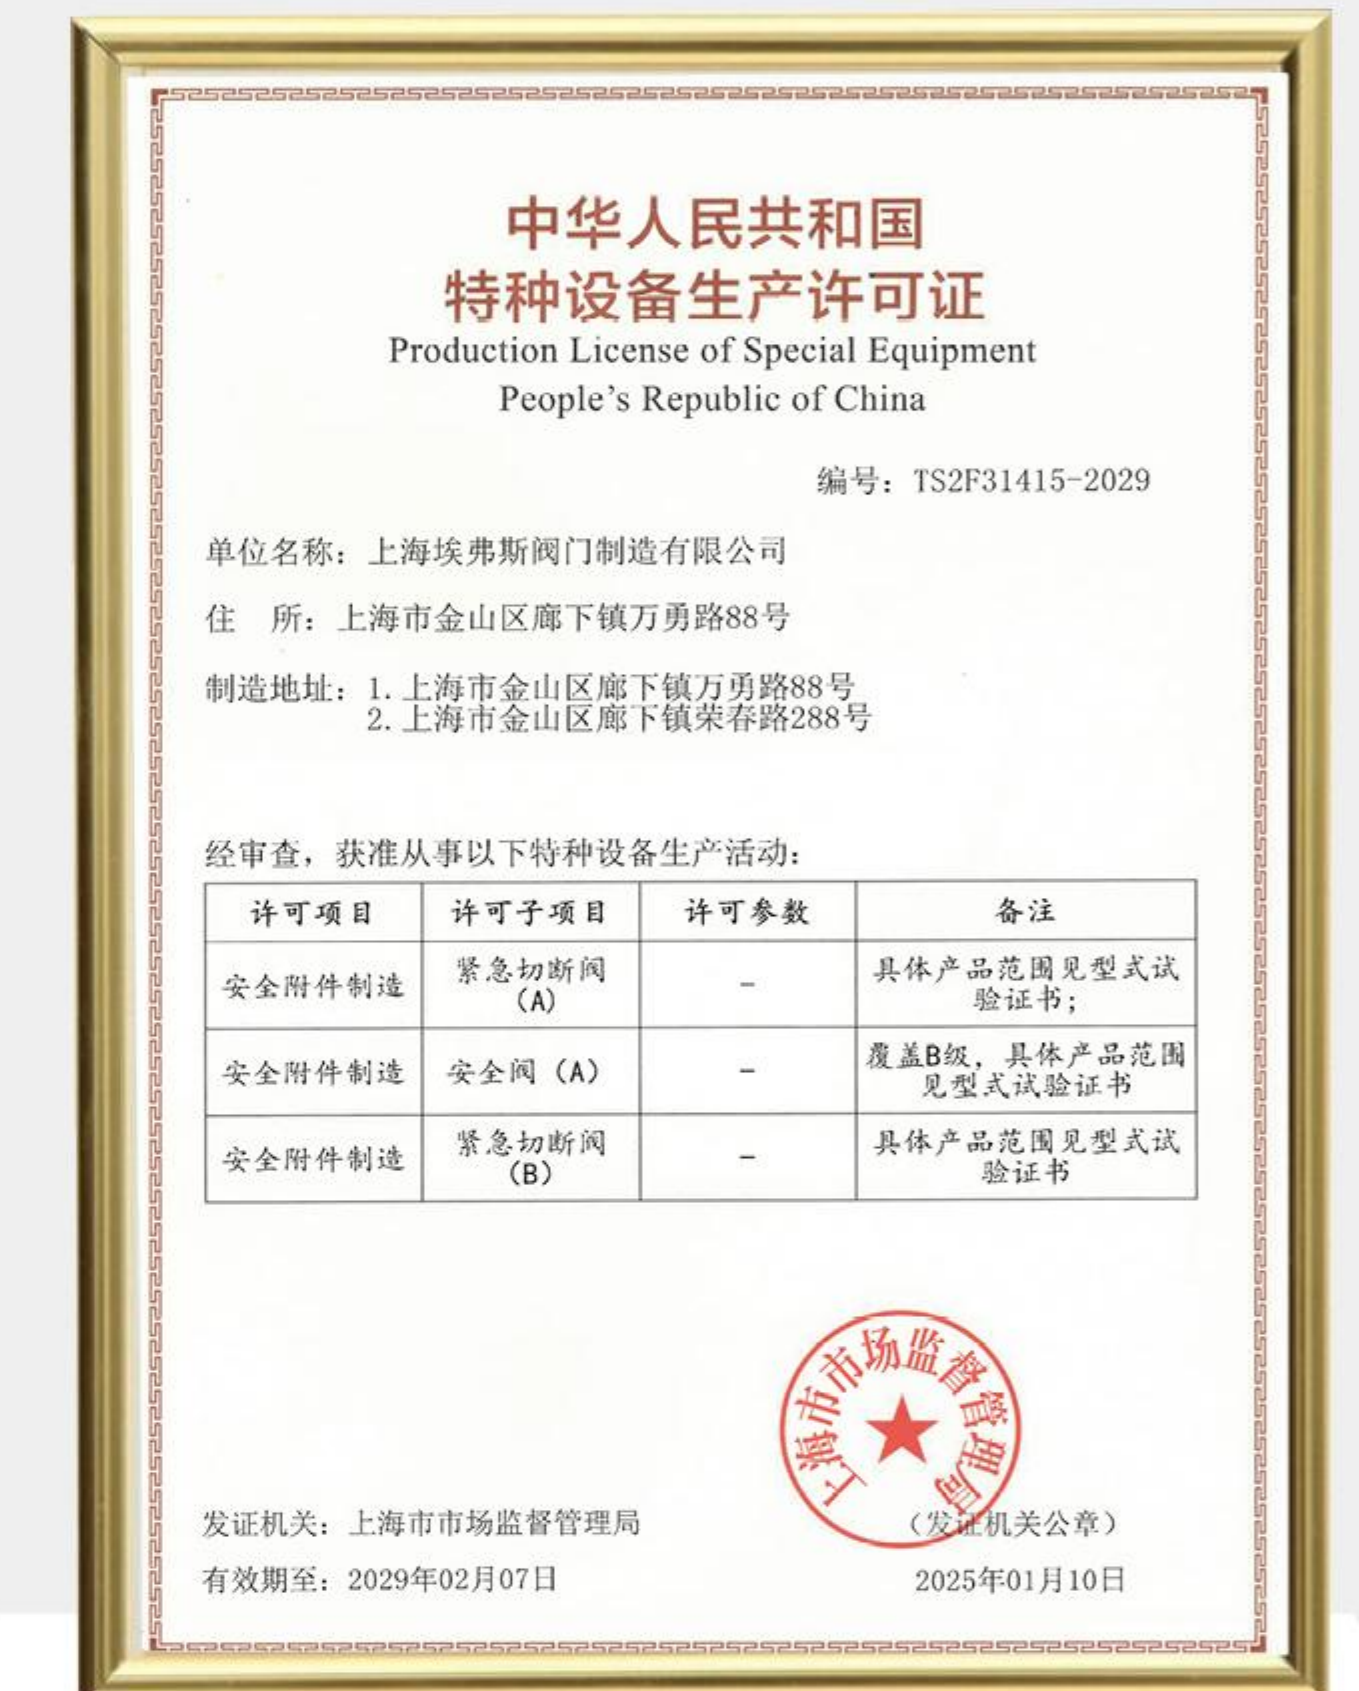 中华人民共和国
特种设备生产许可证
Production License of Special Equipment
People's Republic of China
编号：TS2F31415-2029
单位名称：上海埃弗斯阀门制造有限公司
住　所：上海市金山区廊下镇万勇路88号
制造地址：1. 上海市金山区廊下镇万勇路88号
2. 上海市金山区廊下镇荣春路288号
经审查，获准从事以下特种设备生产活动：
许可项目 许可子项目 许可参数 备注
安全附件制造 紧急切断阀（A） － 具体产品范围见型式试验证书；
安全附件制造 安全阀（A） － 覆盖B级，具体产品范围见型式试验证书
安全附件制造 紧急切断阀（B） － 具体产品范围见型式试验证书
上海市市场监督管理局
发证机关：上海市市场监督管理局
（发证机关公章）
有效期至：2029年02月07日
2025年01月10日